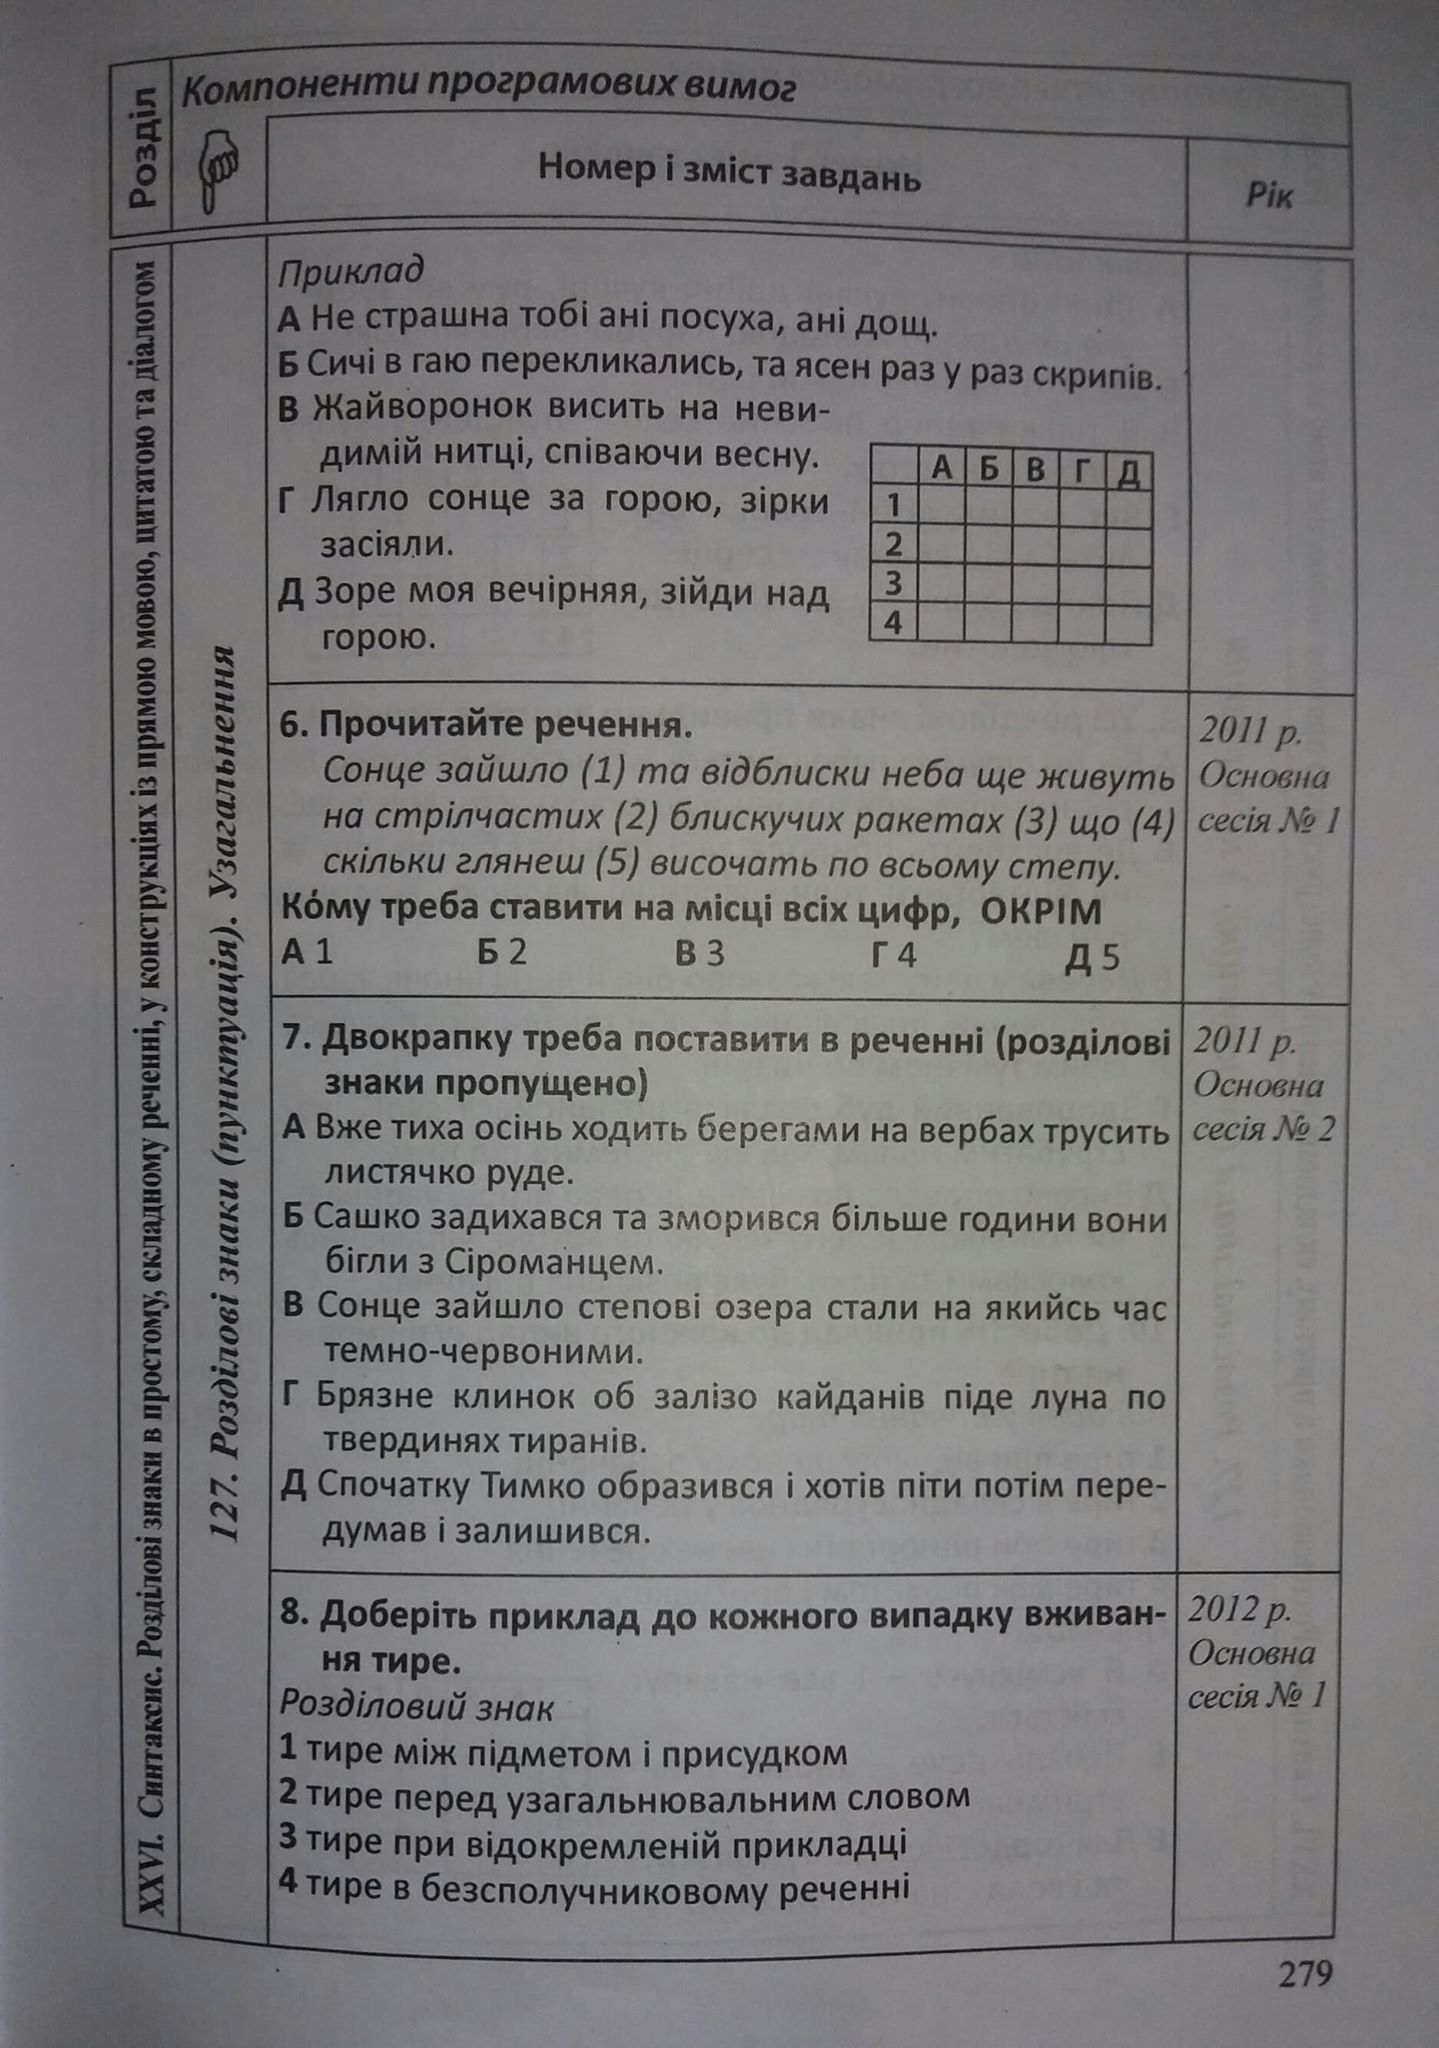 Розділ
Компоненти програмових вимог
Номер і зміст завдань
Рік
XXVI. Синтаксис. Розділові знаки в простому, складному реченні, у конструкціях із прямою мовою, цитатою та діалогом
127. Розділові знаки (пунктуація). Узагальнення
Приклад
А Не страшна тобі ані посуха, ані дощ.
Б Сичі в гаю перекликались, та ясен раз у раз скрипів.
В Жайворонок висить на неви-
димій нитці, співаючи весну.
Г Лягло сонце за горою, зірки
засіяли.
Д Зоре моя вечірняя, зійди над
горою.
А Б В Г Д
1
2
3
4
6. Прочитайте речення.
Сонце зайшло (1) та відблиски неба ще живуть
на стрілчастих (2) блискучих ракетах (3) що (4)
скільки глянеш (5) височать по всьому степу.
Ко́му треба ставити на місці всіх цифр, ОКРІМ
А 1 Б 2 В 3 Г 4 Д 5
2011 р.
Основна
сесія № 1
7. Двокрапку треба поставити в реченні (розділові
знаки пропущено)
А Вже тиха осінь ходить берегами на вербах трусить
листячко руде.
Б Сашко задихався та зморився більше години вони
бігли з Сіроманцем.
В Сонце зайшло степові озера стали на якийсь час
темно-червоними.
Г Брязне клинок об залізо кайданів піде луна по
твердинях тиранів.
Д Спочатку Тимко образився і хотів піти потім пере-
думав і залишився.
2011 р.
Основна
сесія № 2
8. Доберіть приклад до кожного випадку вживан-
ня тире.
Розділовий знак
1 тире між підметом і присудком
2 тире перед узагальнювальним словом
3 тире при відокремленій прикладці
4 тире в безсполучниковому реченні
2012 р.
Основна
сесія № 1
279